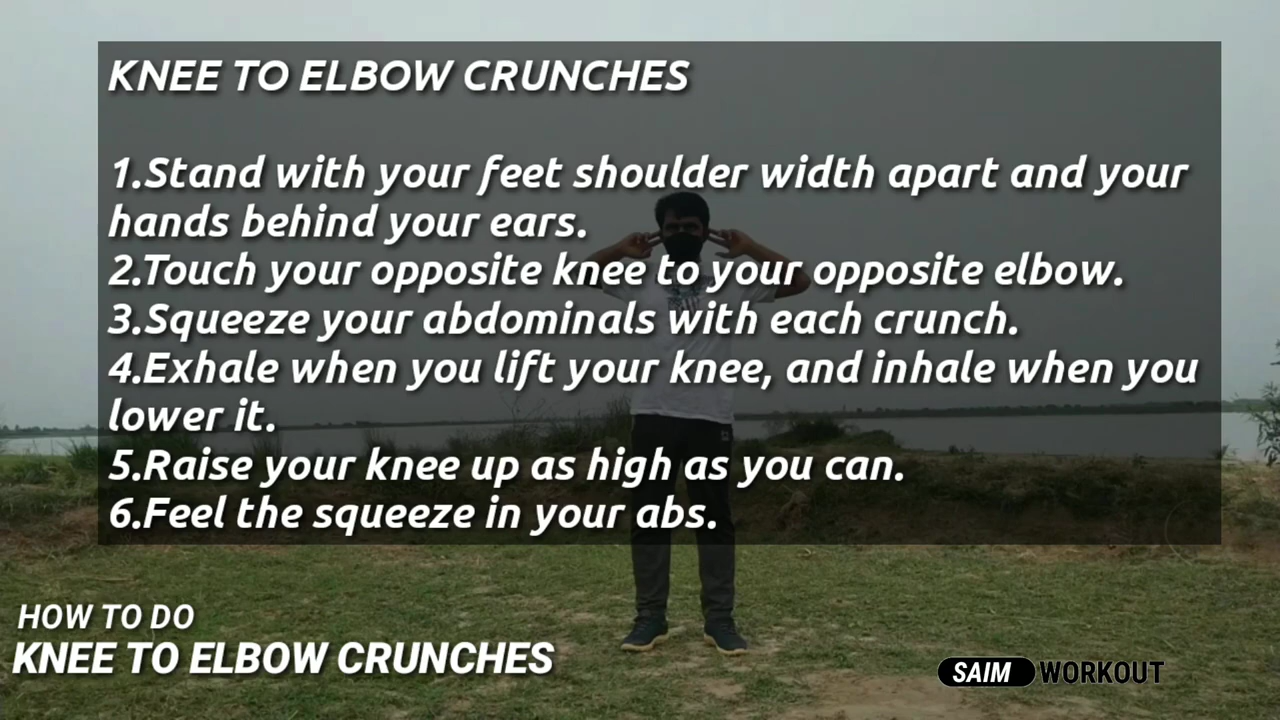 KNEE TO ELBOW CRUNCHES
1.Stand with your feet shoulder width apart and your
hands behind your ears.
2.Touch your opposite knee to your opposite elbow.
3.Squeeze your abdominals with each crunch.
4.Exhale when you lift your knee, and inhale when you
lower it.
5.Raise your knee up as high as you can.
6.Feel the squeeze in your abs.
HOW TO DO
KNEE TO ELBOW CRUNCHES
SAIM WORKOUT